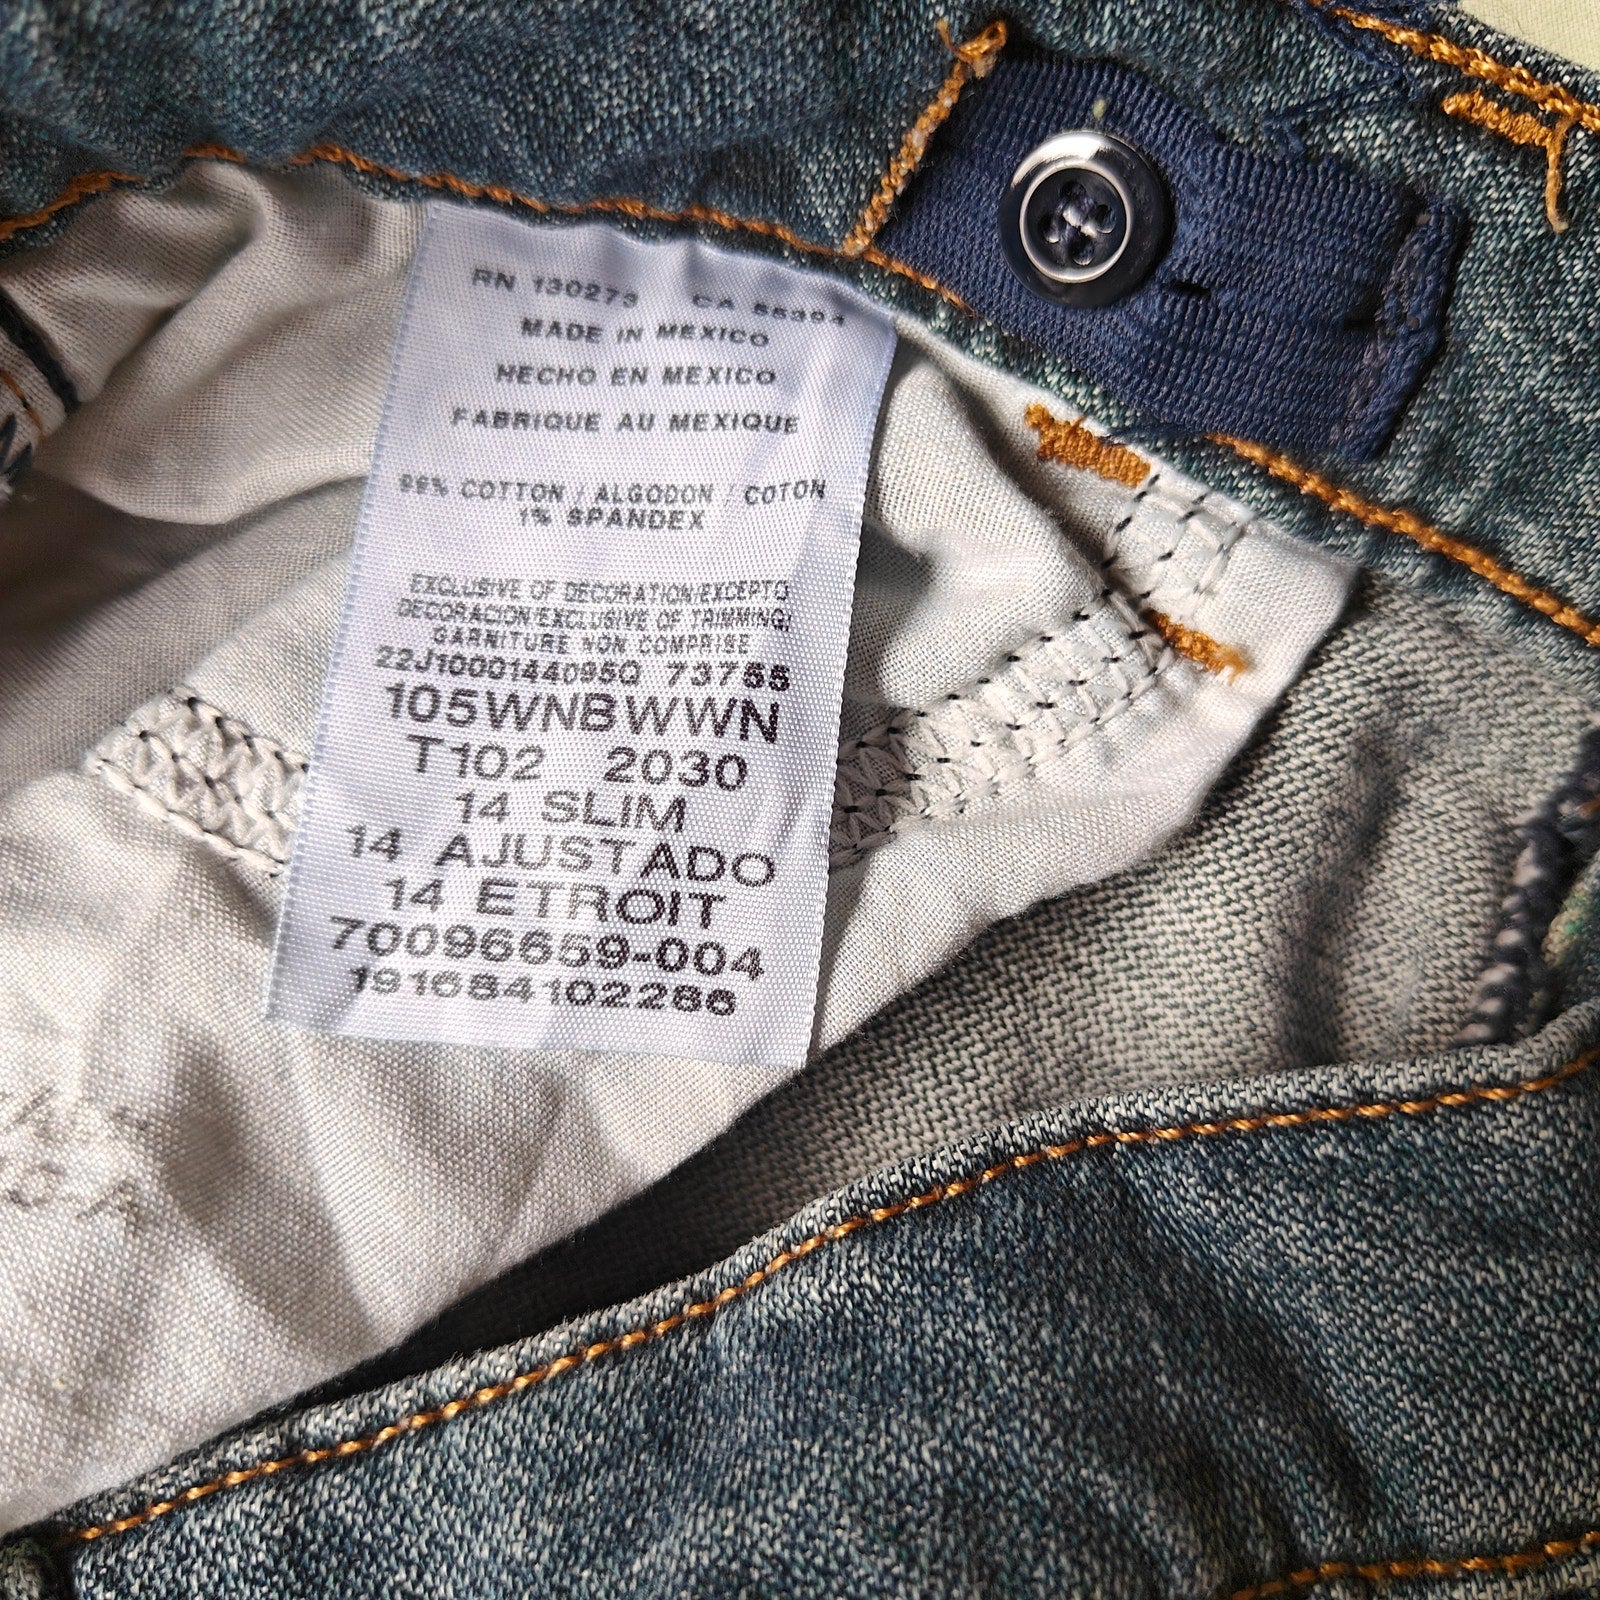 RN 130273 CA 55394
MADE IN MEXICO
HECHO EN MEXICO
FABRIQUE AU MEXIQUE
99% COTTON / ALGODON / COTON
1% SPANDEX
EXCLUSIVE OF DECORATION/EXCEPTO
DECORACION/EXCLUSIVE OF TRIMMING/
GARNITURE NON COMPRISE
22J1000144095Q 73755
105WNBWWN
T102 2030
14 SLIM
14 AJUSTADO
14 ETROIT
70096659-004
191684102286